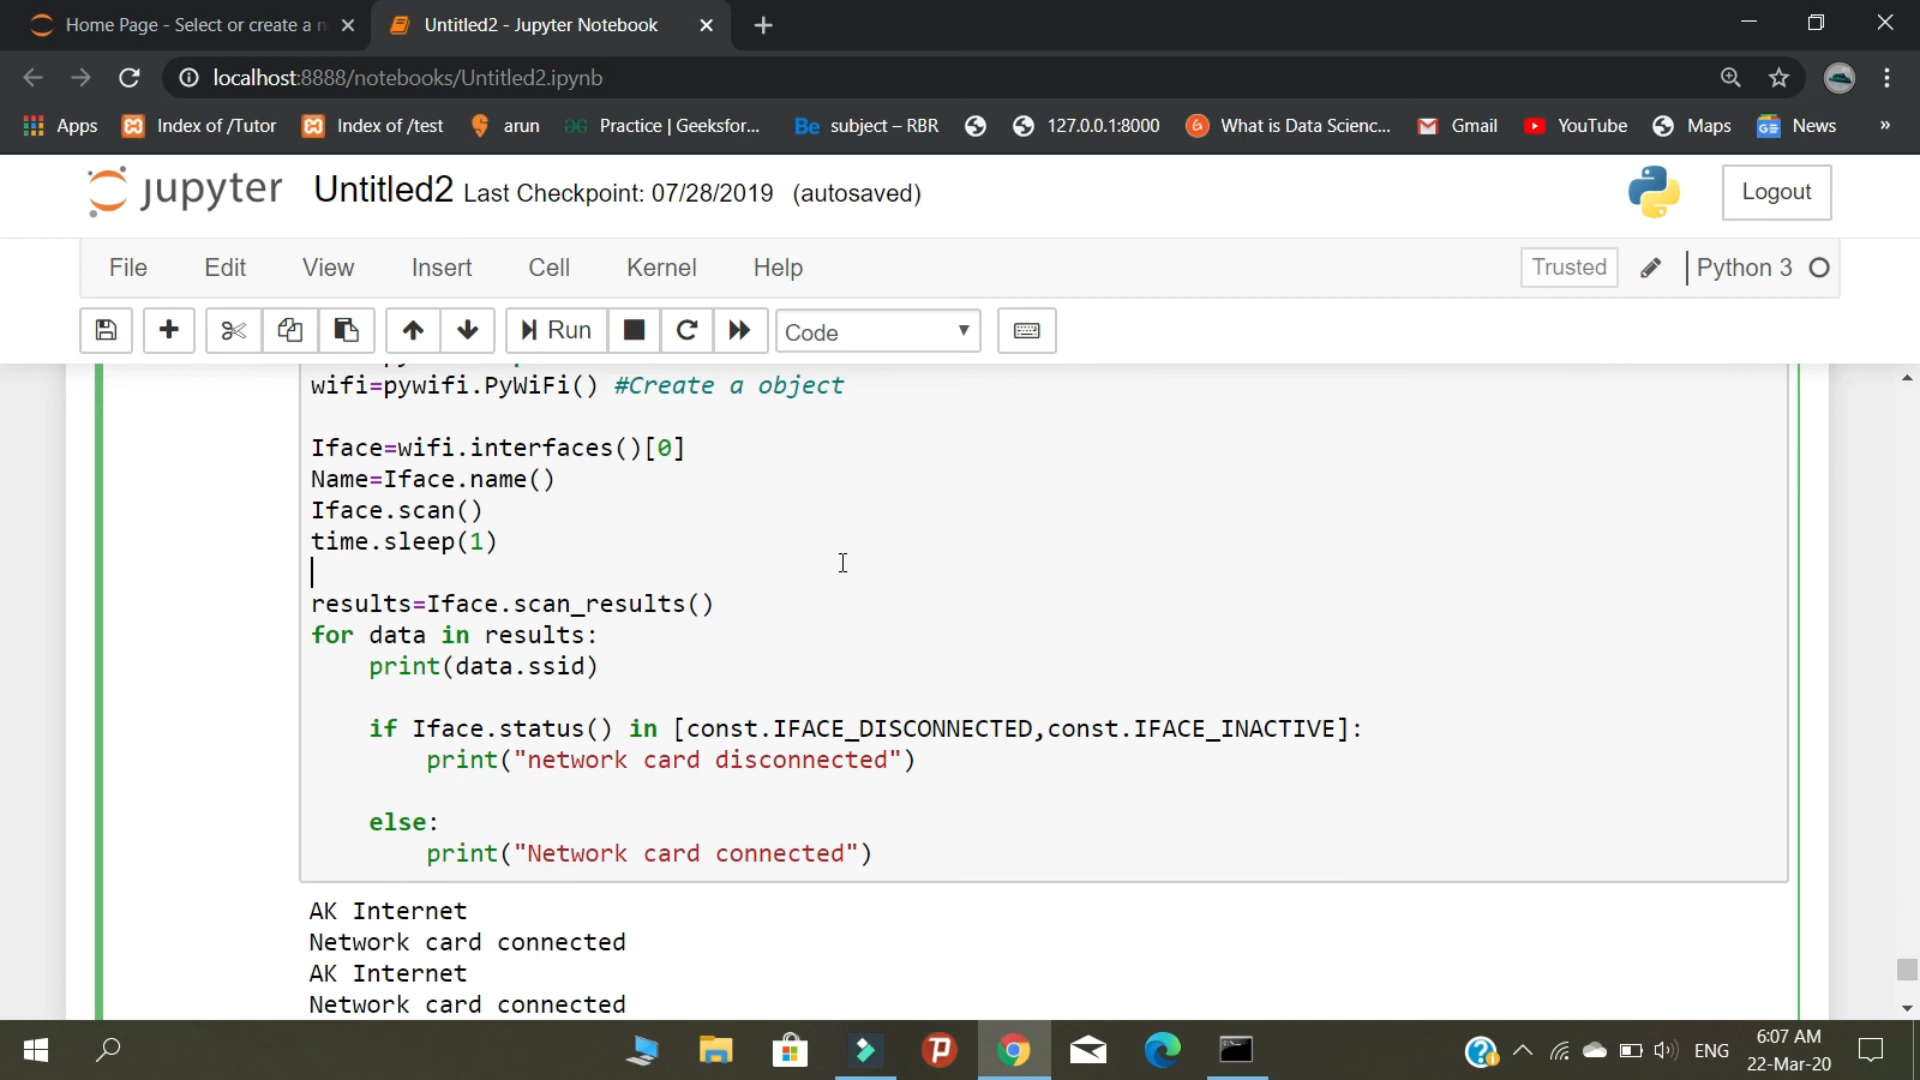 Home Page - Select or create a n
Untitled2 - Jupyter Notebook
localhost:8888/notebooks/Untitled2.ipynb
Apps Index of /Tutor Index of /test arun Practice | Geeksfor... Be subject – RBR 127.0.0.1:8000 What is Data Scienc... Gmail YouTube Maps News »
jupyter Untitled2 Last Checkpoint: 07/28/2019 (autosaved) Logout
File Edit View Insert Cell Kernel Help Trusted Python 3
Run Code
wifi=pywifi.PyWiFi() #Create a object
Iface=wifi.interfaces()[0]
Name=Iface.name()
Iface.scan()
time.sleep(1)
results=Iface.scan_results()
for data in results:
print(data.ssid)
if Iface.status() in [const.IFACE_DISCONNECTED,const.IFACE_INACTIVE]:
print("network card disconnected")
else:
print("Network card connected")
AK Internet
Network card connected
AK Internet
Network card connected
ENG 6:07 AM
22-Mar-20